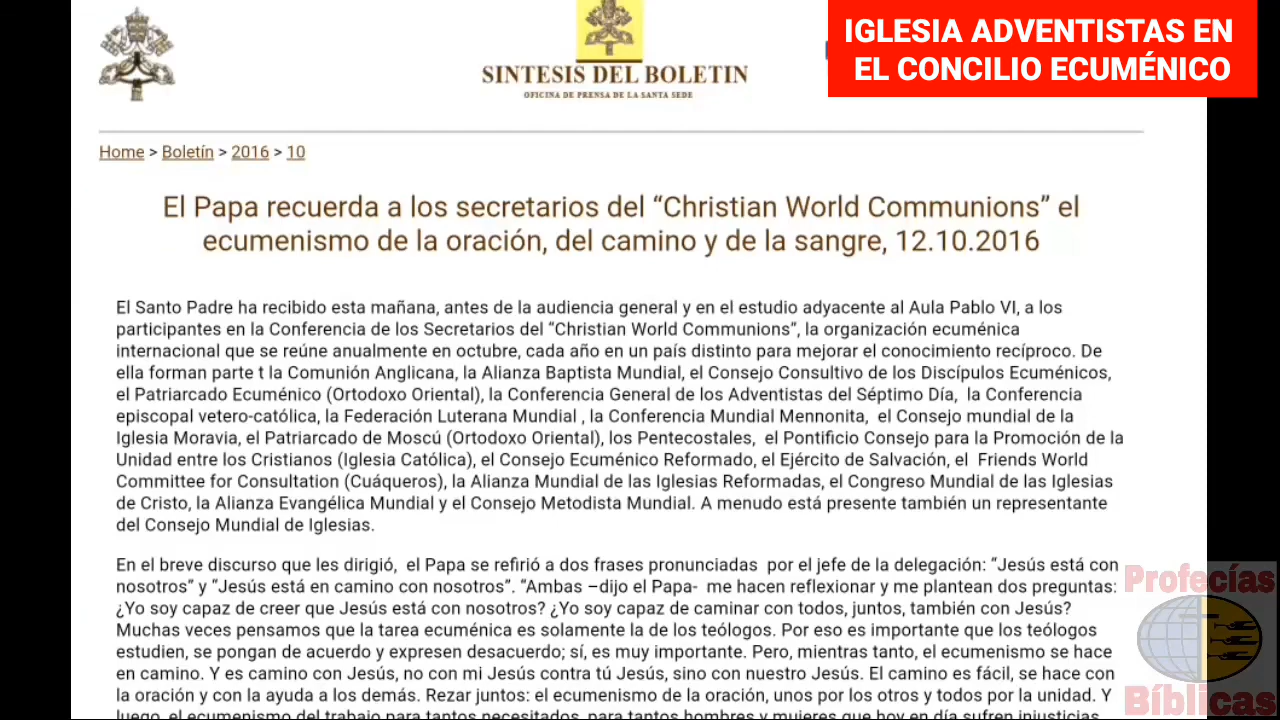 IGLESIA ADVENTISTAS EN
EL CONCILIO ECUMÉNICO
SINTESIS DEL BOLETIN
OFICINA DE PRENSA DE LA SANTA SEDE
Home > Boletín > 2016 > 10
El Papa recuerda a los secretarios del “Christian World Communions” el
ecumenismo de la oración, del camino y de la sangre, 12.10.2016
El Santo Padre ha recibido esta mañana, antes de la audiencia general y en el estudio adyacente al Aula Pablo VI, a los
participantes en la Conferencia de los Secretarios del “Christian World Communions”, la organización ecuménica
internacional que se reúne anualmente en octubre, cada año en un país distinto para mejorar el conocimiento recíproco. De
ella forman parte t la Comunión Anglicana, la Alianza Baptista Mundial, el Consejo Consultivo de los Discípulos Ecuménicos,
el Patriarcado Ecuménico (Ortodoxo Oriental), la Conferencia General de los Adventistas del Séptimo Día, la Conferencia
episcopal vetero-católica, la Federación Luterana Mundial , la Conferencia Mundial Mennonita, el Consejo mundial de la
Iglesia Moravia, el Patriarcado de Moscú (Ortodoxo Oriental), los Pentecostales, el Pontificio Consejo para la Promoción de la
Unidad entre los Cristianos (Iglesia Católica), el Consejo Ecuménico Reformado, el Ejército de Salvación, el Friends World
Committee for Consultation (Cuáqueros), la Alianza Mundial de las Iglesias Reformadas, el Congreso Mundial de las Iglesias
de Cristo, la Alianza Evangélica Mundial y el Consejo Metodista Mundial. A menudo está presente también un representante
del Consejo Mundial de Iglesias.
En el breve discurso que les dirigió, el Papa se refirió a dos frases pronunciadas por el jefe de la delegación: “Jesús está con
nosotros” y “Jesús está en camino con nosotros”. “Ambas –dijo el Papa- me hacen reflexionar y me plantean dos preguntas:
¿Yo soy capaz de creer que Jesús está con nosotros? ¿Yo soy capaz de caminar con todos, juntos, también con Jesús?
Muchas veces pensamos que la tarea ecuménica es solamente la de los teólogos. Por eso es importante que los teólogos
estudien, se pongan de acuerdo y expresen desacuerdo; sí, es muy importante. Pero, mientras tanto, el ecumenismo se hace
en camino. Y es camino con Jesús, no con mi Jesús contra tú Jesús, sino con nuestro Jesús. El camino es fácil, se hace con
la oración y con la ayuda a los demás. Rezar juntos: el ecumenismo de la oración, unos por los otros y todos por la unidad. Y
luego, el ecumenismo del trabajo para tantos necesitados, para tantos hombres y mujeres que hoy en día sufren injusticias,
Profecías
Bíblicas